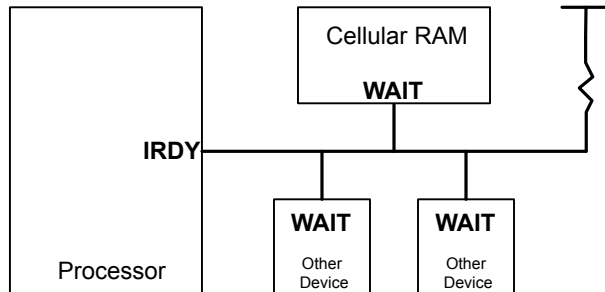 Cellular RAM
WAIT
IRDY
WAIT
WAIT
Other
Device
Other
Device
Processor